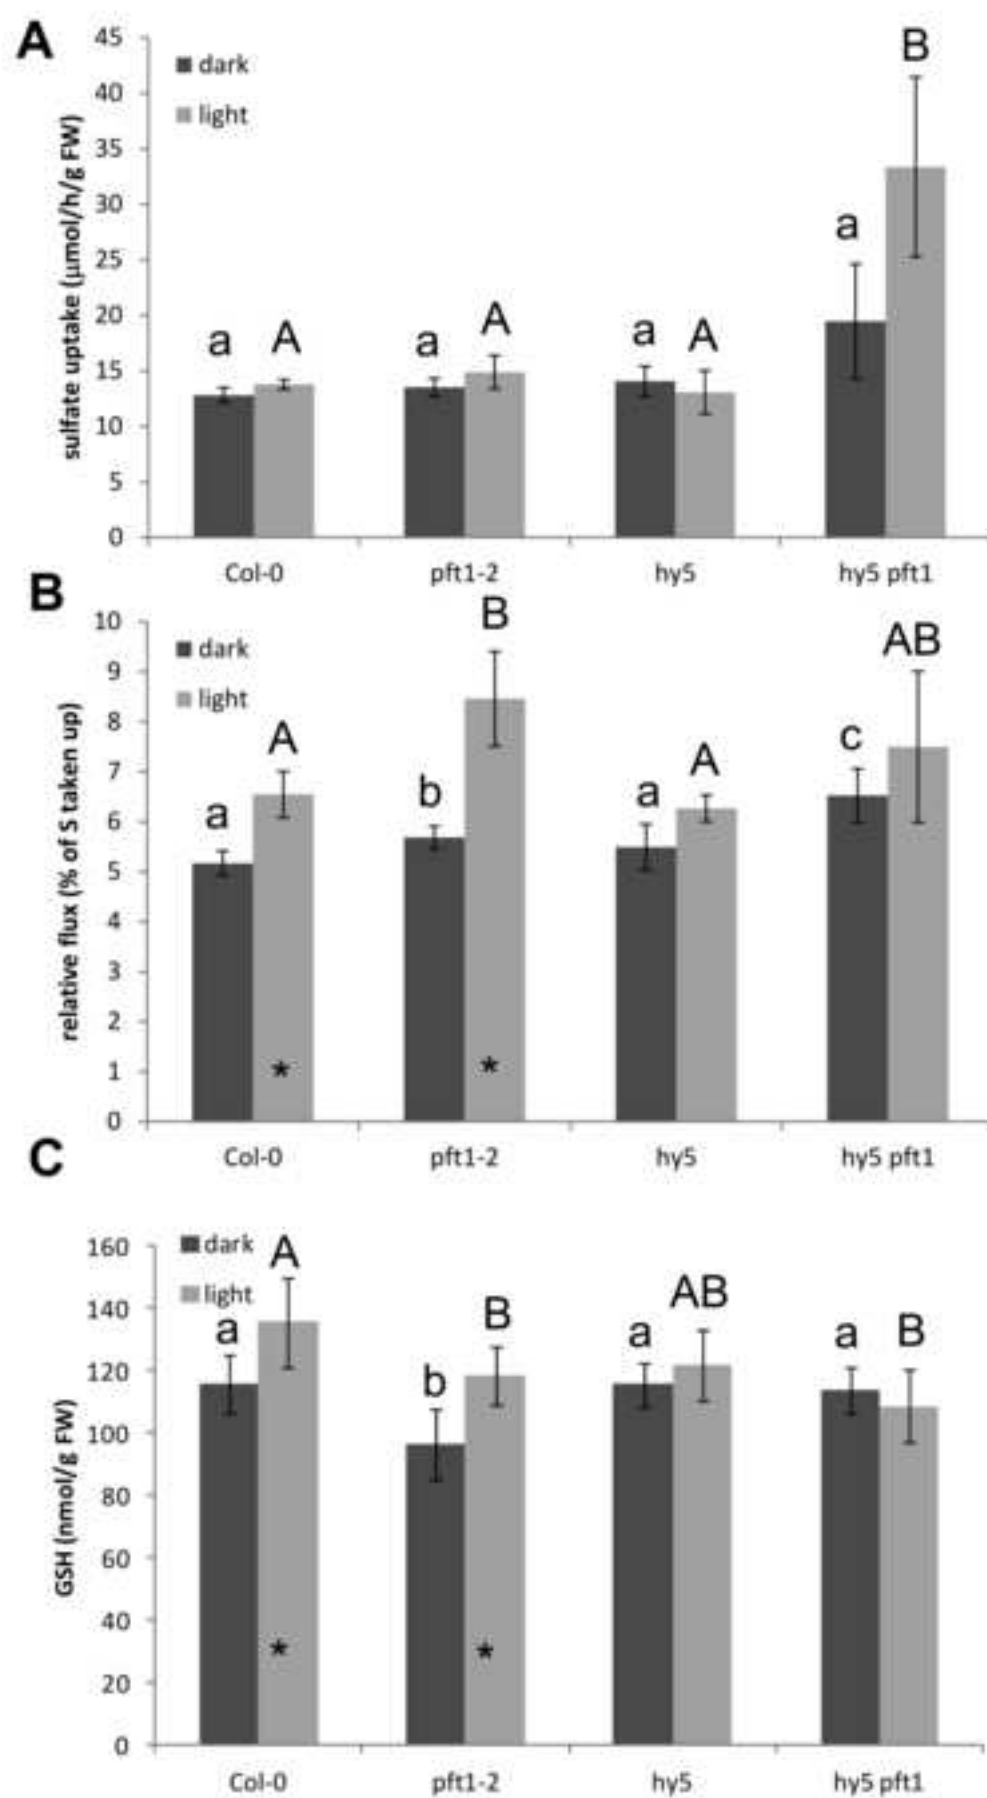 A
45
40
35
30
25
20
15
10
5
0
sulfate uptake (μmol/h/g FW)
dark
light
a A a A a A a B
Col-0 pft1-2 hy5 hy5 pft1
B
10
9
8
7
6
5
4
3
2
1
0
relative flux (% of S taken up)
dark
light
a A b B a A c AB
* *
Col-0 pft1-2 hy5 hy5 pft1
C
160
140
120
100
80
60
40
20
0
GSH (nmol/g FW)
dark
light
a A b B a AB a B
* *
Col-0 pft1-2 hy5 hy5 pft1